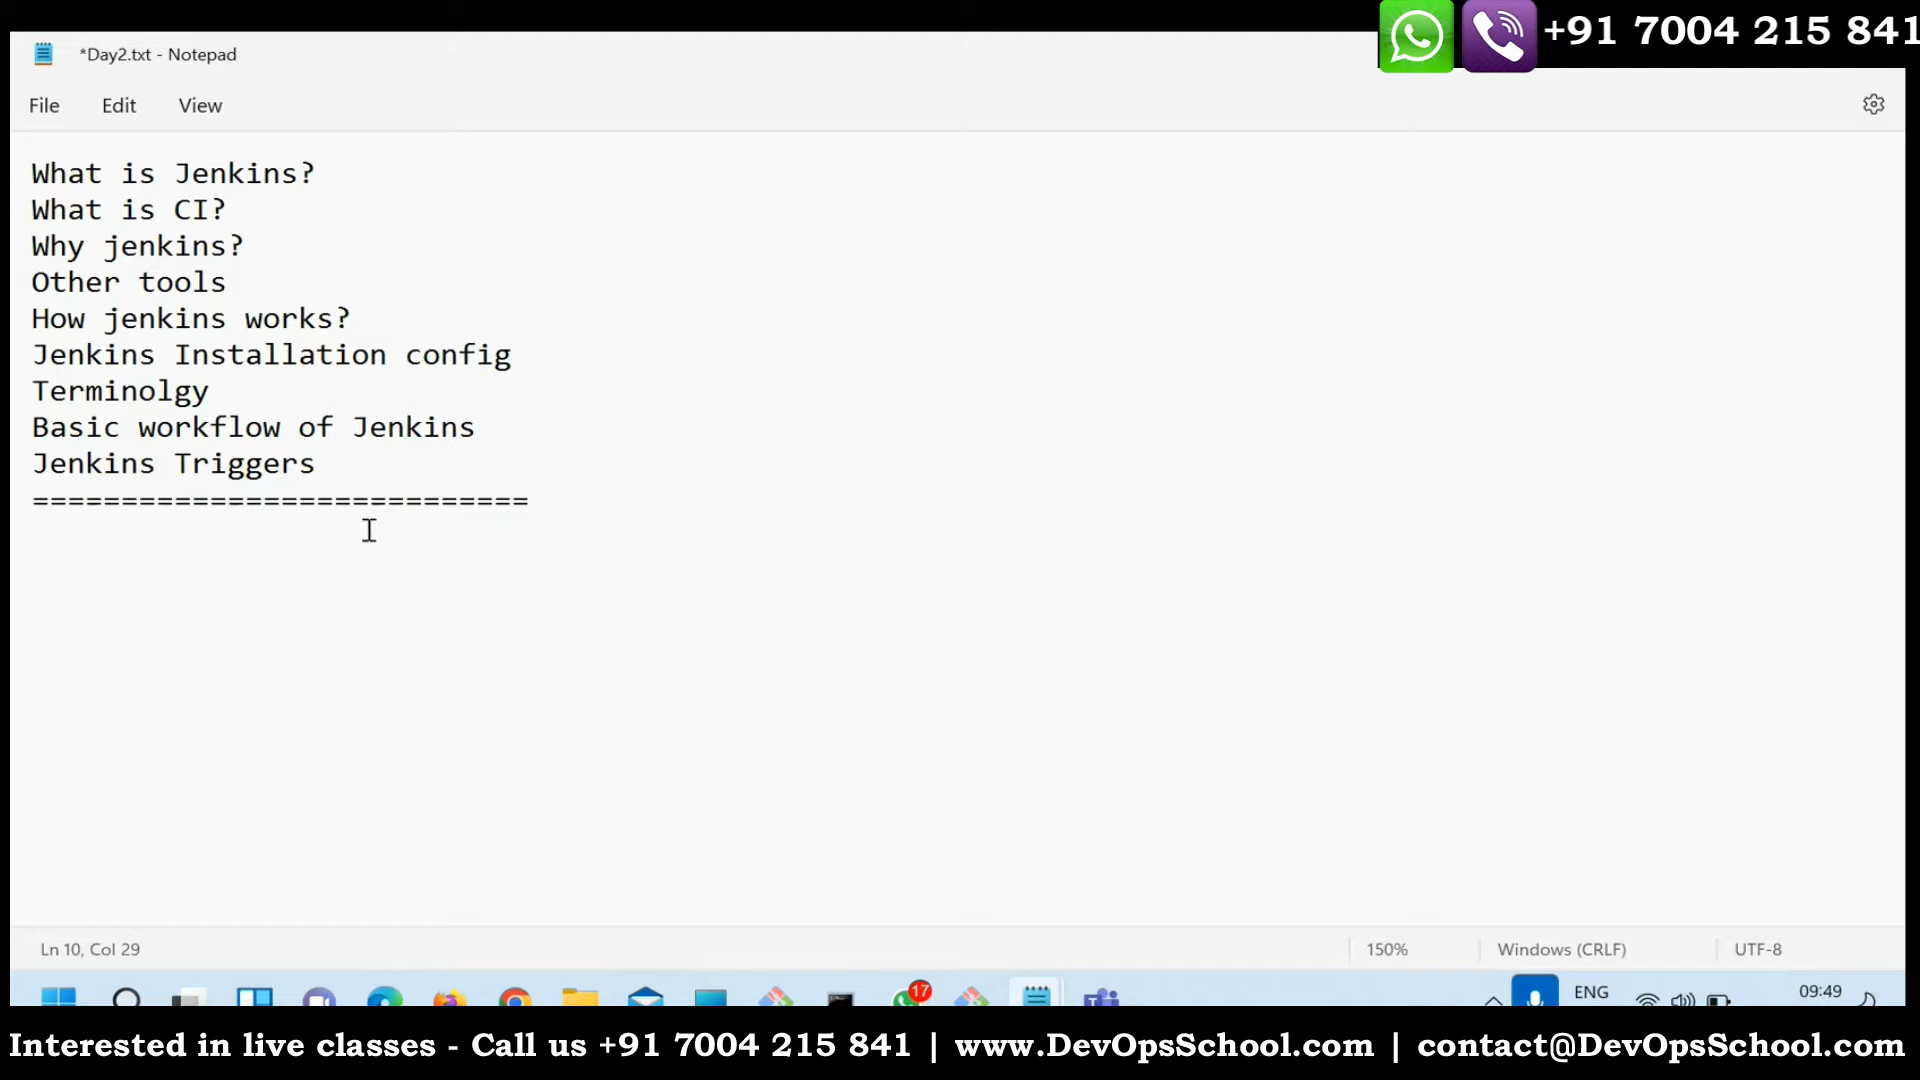 +91 7004 215 841
*Day2.txt - Notepad
File Edit View
What is Jenkins?
What is CI?
Why jenkins?
Other tools
How jenkins works?
Jenkins Installation config
Terminolgy
Basic workflow of Jenkins
Jenkins Triggers
============================
Ln 10, Col 29 150% Windows (CRLF) UTF-8
17 ENG 09:49
Interested in live classes - Call us +91 7004 215 841 | www.DevOpsSchool.com | contact@DevOpsSchool.com